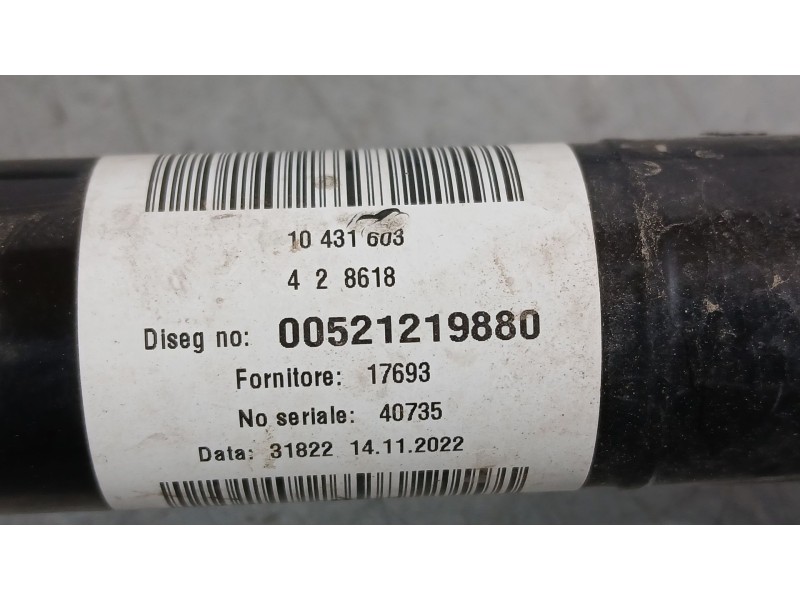 10 431 603
4 2 8618
Diseg no: 00521219880
Fornitore: 17693
No seriale: 40735
Data: 31822 14.11.2022